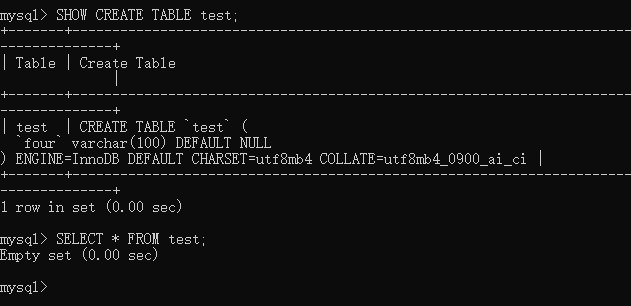 mysql> SHOW CREATE TABLE test;
+-------+-----------------------------------------------------------------------
--------------+
| Table | Create Table
              |
+-------+-----------------------------------------------------------------------
--------------+
| test  | CREATE TABLE `test` (
  `four` varchar(100) DEFAULT NULL
) ENGINE=InnoDB DEFAULT CHARSET=utf8mb4 COLLATE=utf8mb4_0900_ai_ci |
+-------+-----------------------------------------------------------------------
--------------+
1 row in set (0.00 sec)
mysql> SELECT * FROM test;
Empty set (0.00 sec)
mysql>